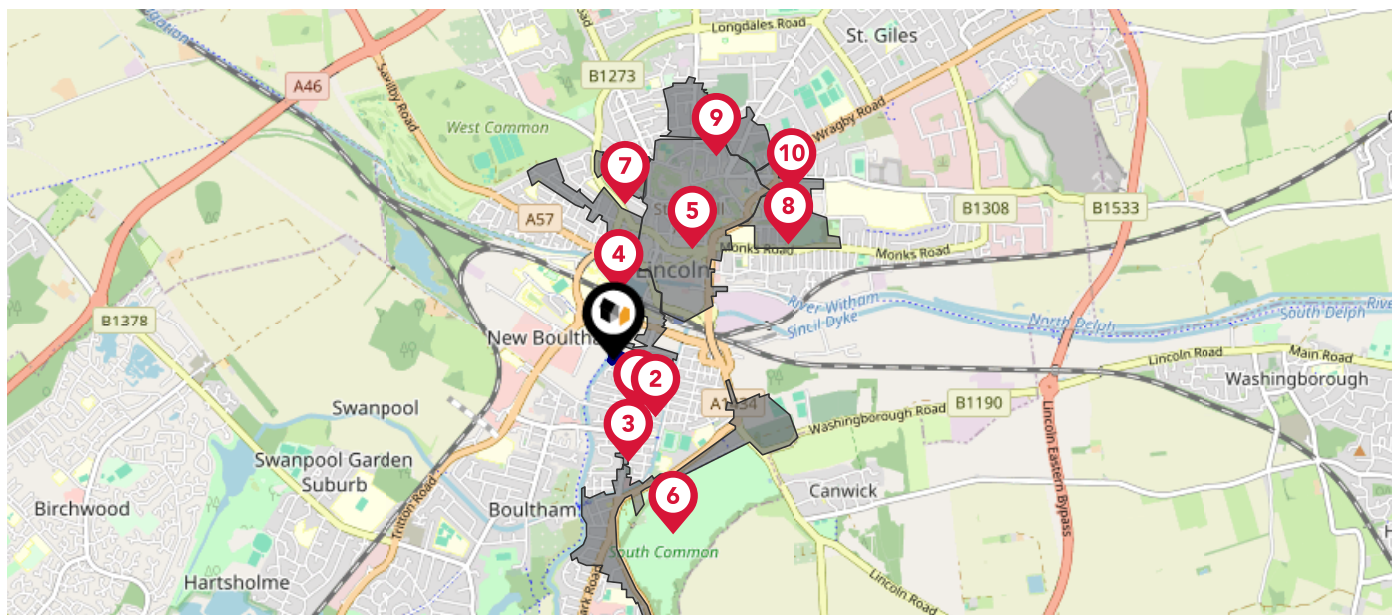 Longdales Road
St. Giles
B1273
A46
Saxilby Road
West Common
9
Wragby Road
10
7
5
8
A57
B1308
B1533
Monks Road
Monks Road
4
Lincoln
River Witham
Sincil Dyke
North Delph
South Delph
B1378
New Boultham
2
Lincoln Road
Main Road
Washingborough
Swanpool
B1190
Washingborough Road
3
Swanpool Garden
Suburb
Tritton Road
Lincoln Eastern Bypass
6
Canwick
Birchwood
Boultham
South Common
Hartsholme
Lincoln Road